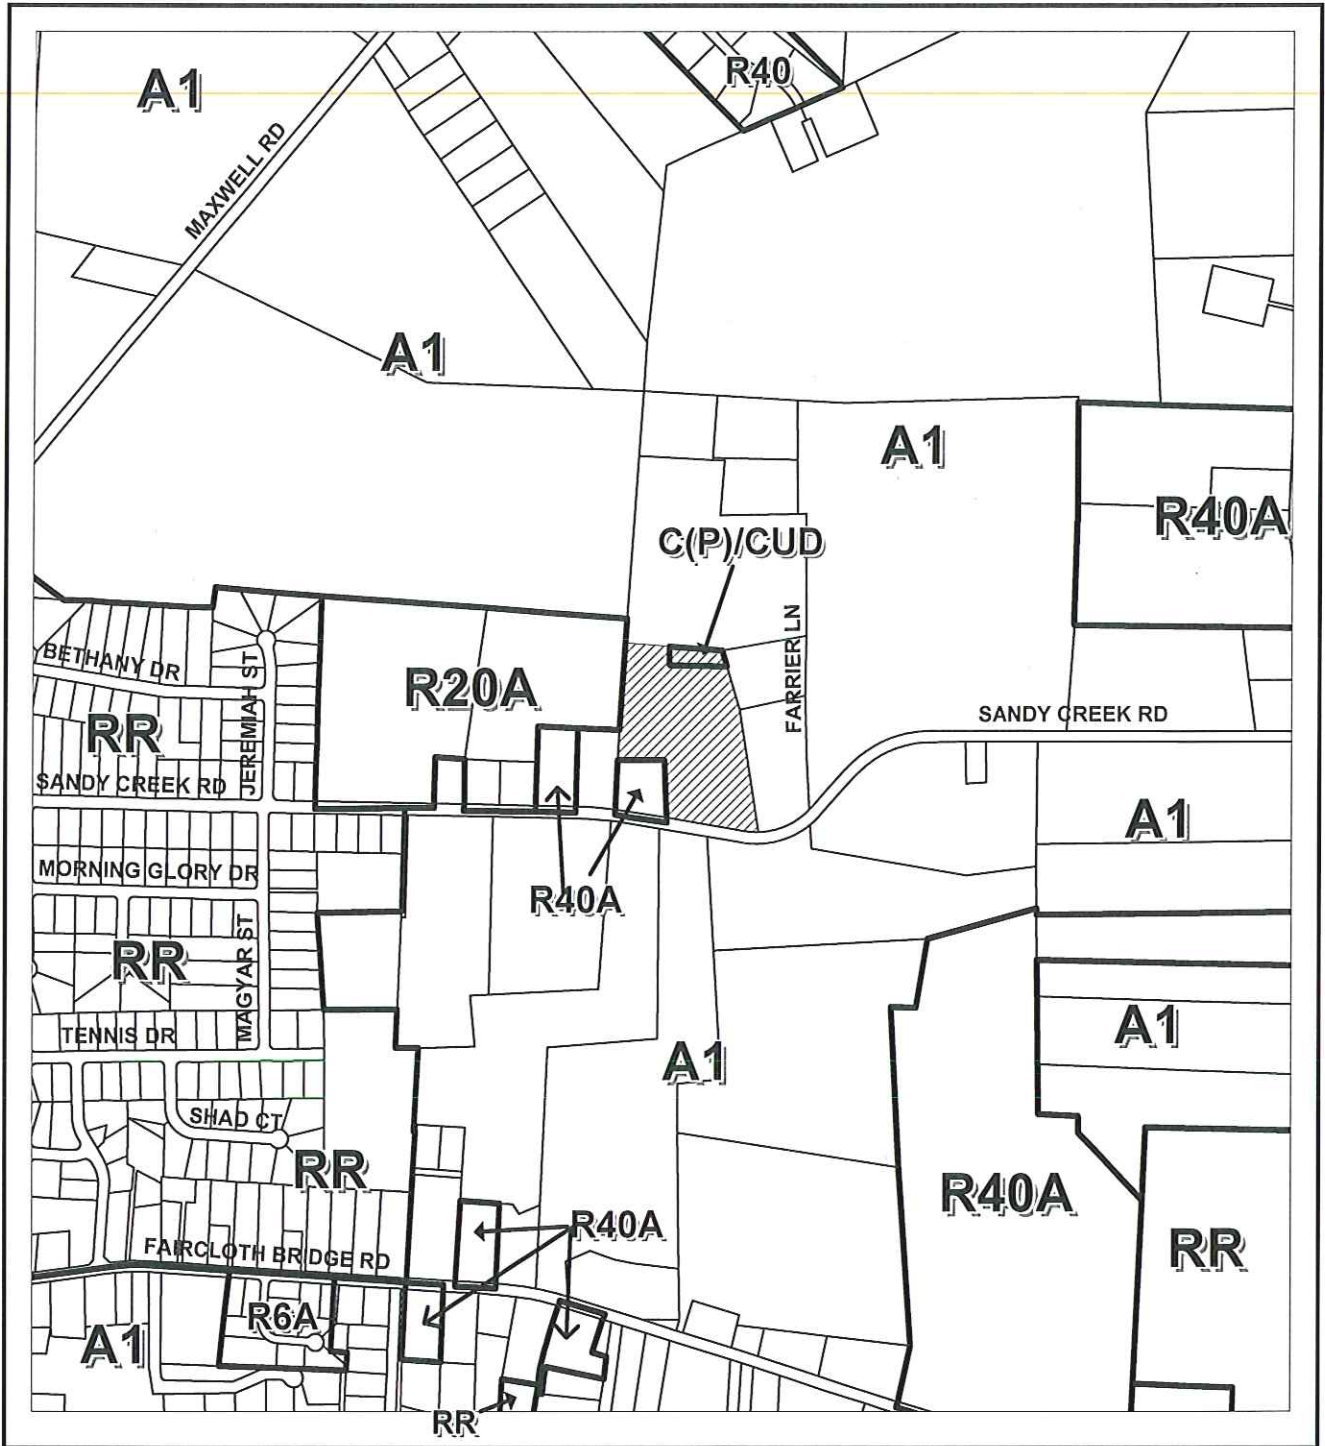 R40
A1
MAXWELL RD
A1
A1
R40A
C(P)/CUD
FARRIER LN
BETHANY DR
JEREMIAH ST
R20A
RR
SANDY CREEK RD
SANDY CREEK RD
A1
MORNING GLORY DR
R40A
RR
MAGYAR ST
TENNIS DR
A1
A1
SHAD CT
RR
R40A
R40A
FAIRCLOTH BRIDGE RD
RR
R6A
A1
RR